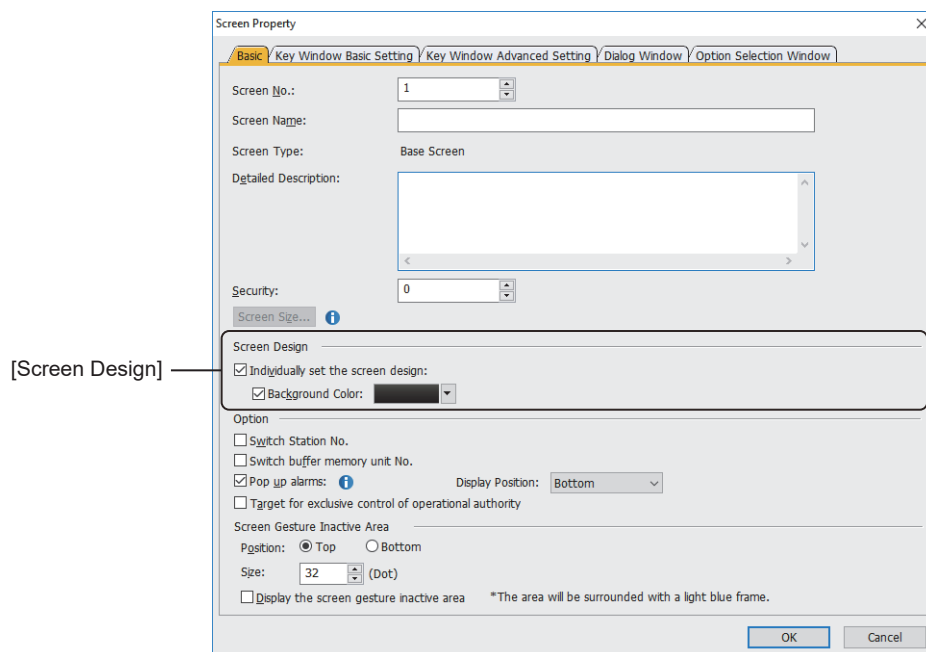 Screen Property
Basic Key Window Basic Setting Key Window Advanced Setting Dialog Window Option Selection Window
Screen No.: 1
Screen Name:
Screen Type: Base Screen
Detailed Description:
Security: 0
Screen Size...
[Screen Design]
Screen Design
Individually set the screen design:
Background Color:
Option
Switch Station No.
Switch buffer memory unit No.
Pop up alarms: Display Position: Bottom
Target for exclusive control of operational authority
Screen Gesture Inactive Area
Position: Top Bottom
Size: 32 (Dot)
Display the screen gesture inactive area *The area will be surrounded with a light blue frame.
OK Cancel